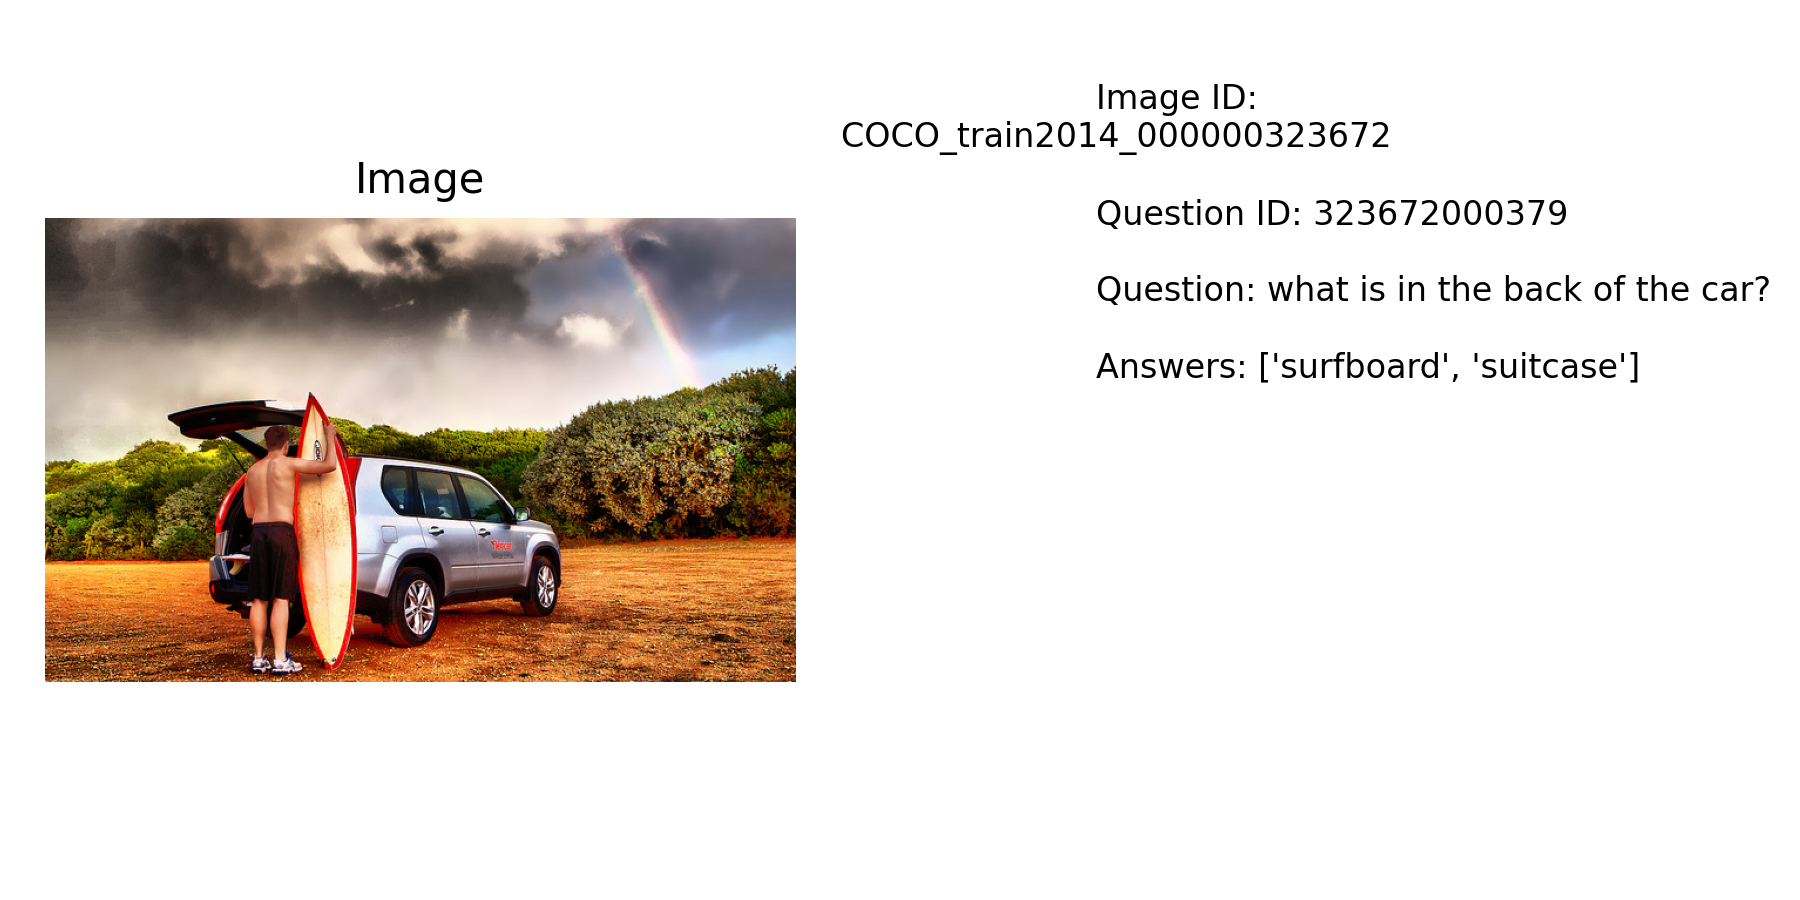 Image
Image ID:
COCO_train2014_000000323672
Question ID: 323672000379
Question: what is in the back of the car?
Answers: ['surfboard', 'suitcase']